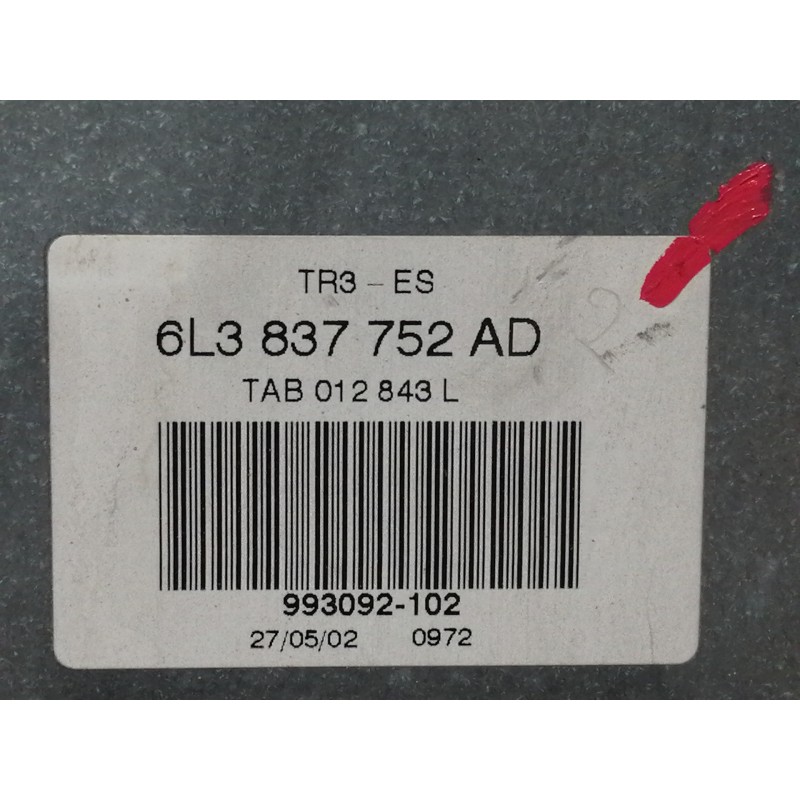 TR3 - ES
6L3 837 752 AD
TAB 012 843 L
993092-102
27/05/02 0972